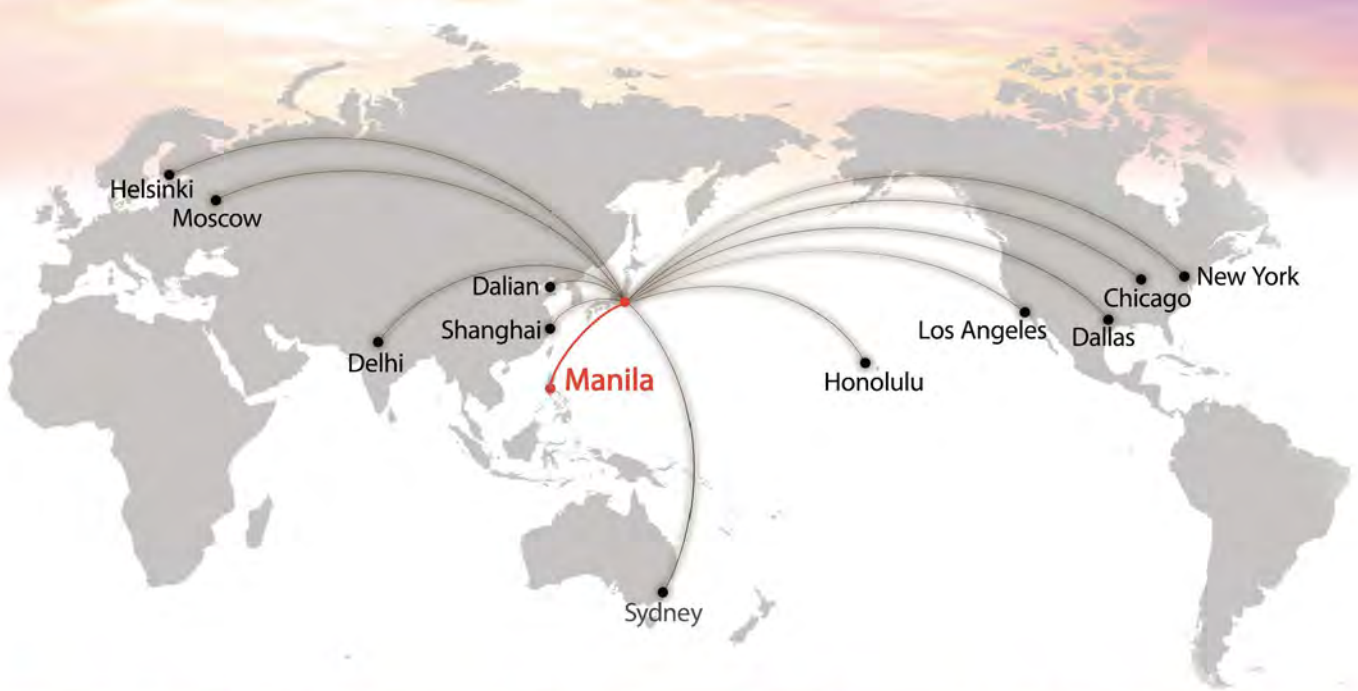 Helsinki
Moscow
Dalian
Shanghai
Delhi
Manila
New York
Chicago
Los Angeles
Dallas
Honolulu
Sydney